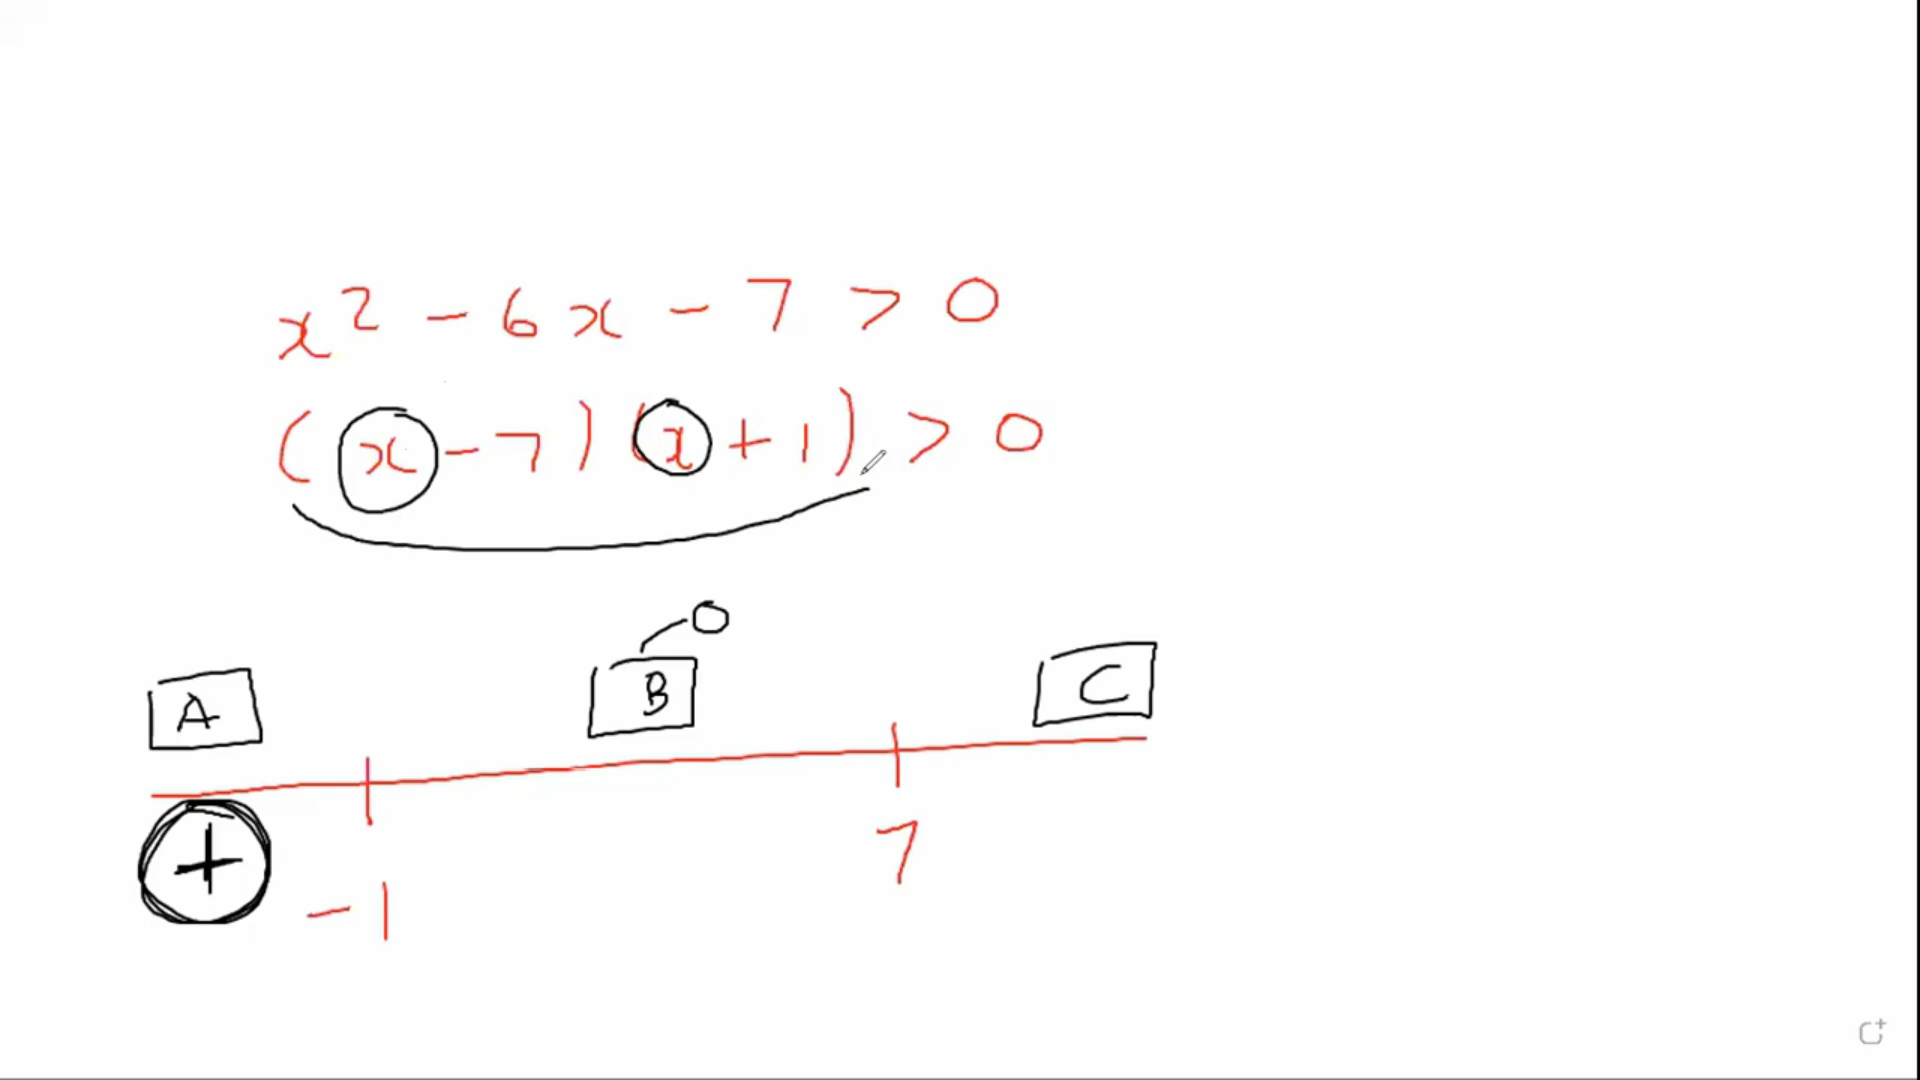 x² - 6x - 7 > 0
(x - 7) (x + 1) > 0
0
A B C
+
-1 7